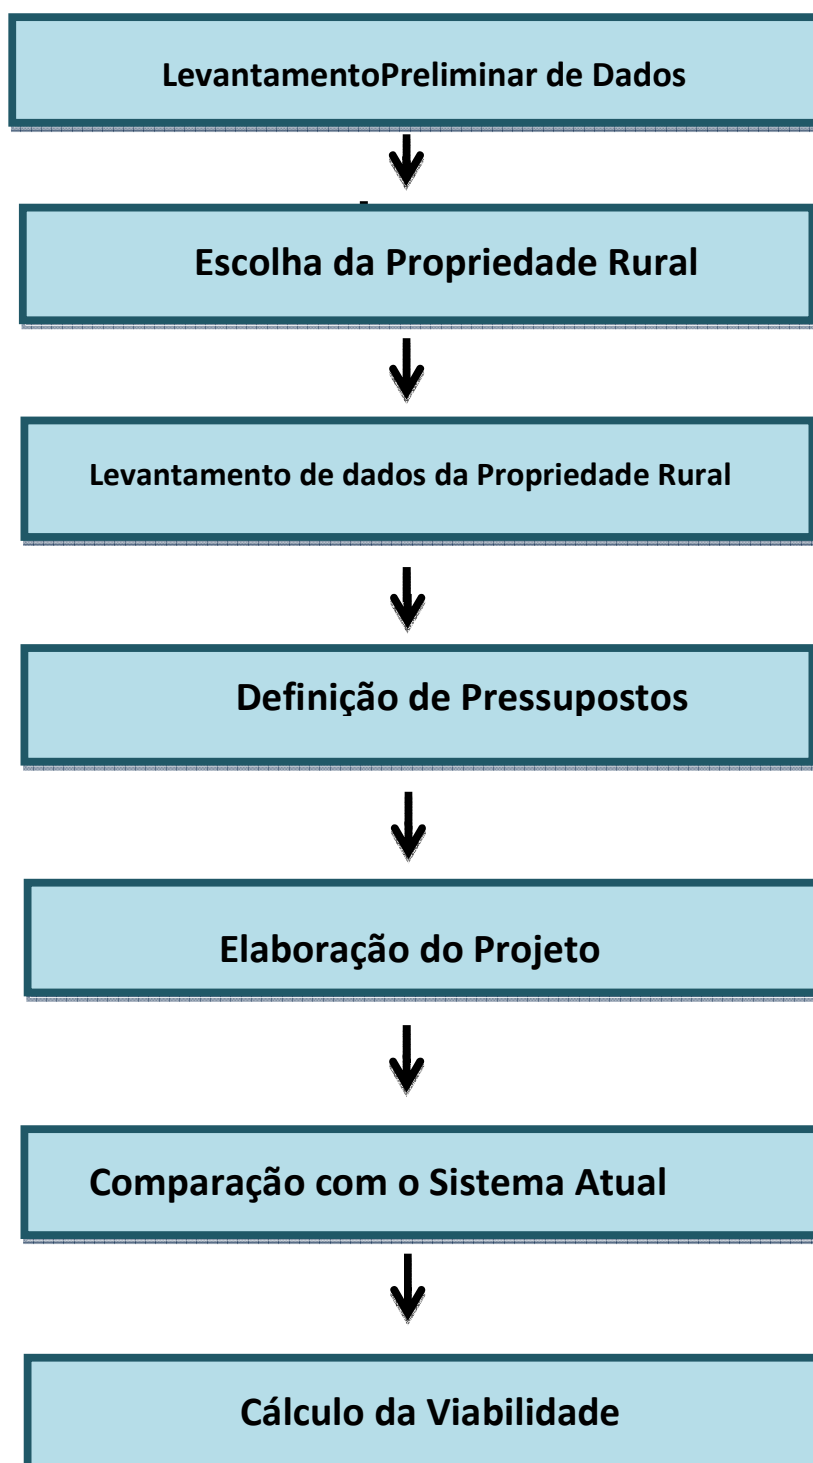 LevantamentoPreliminar de Dados
Escolha da Propriedade Rural
Levantamento de dados da Propriedade Rural
Definição de Pressupostos
Elaboração do Projeto
Comparação com o Sistema Atual
Cálculo da Viabilidade